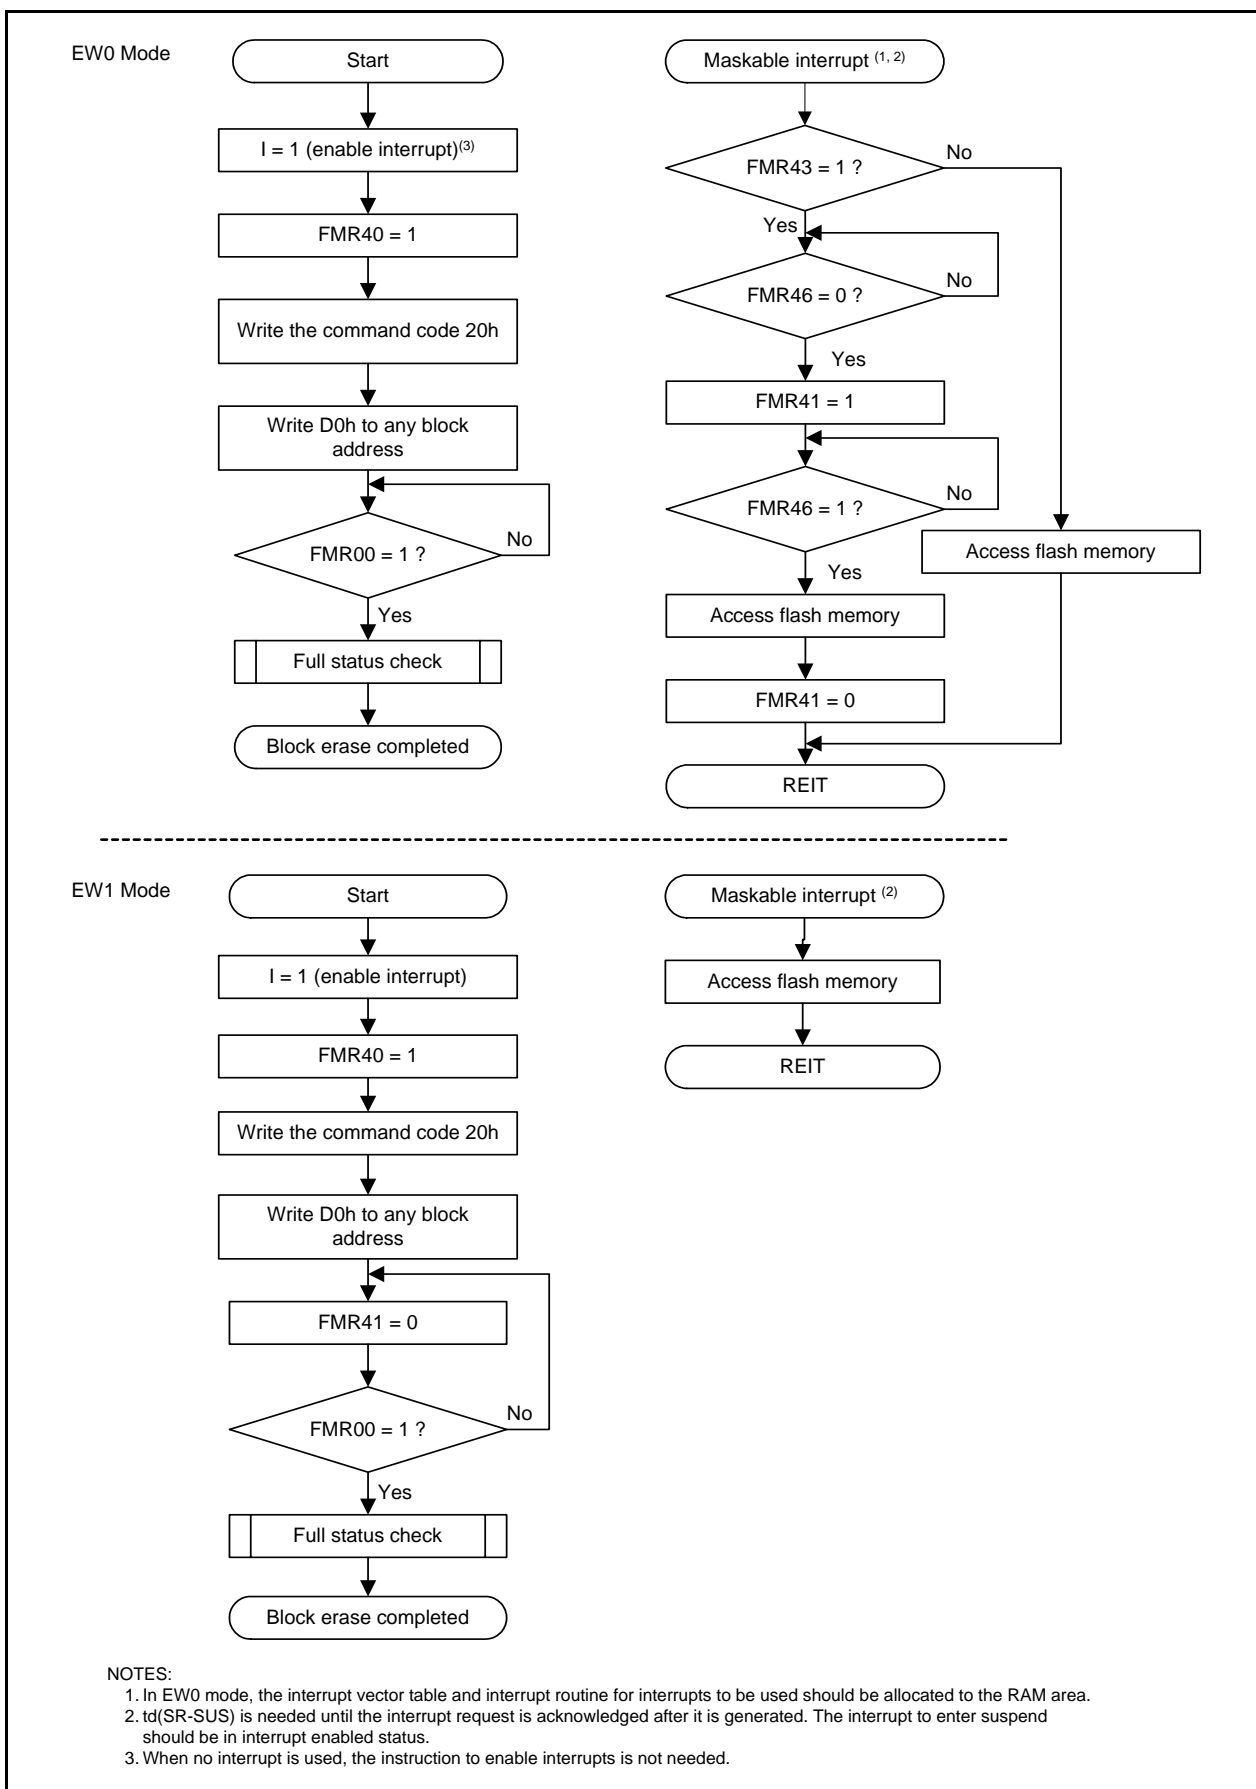 EW0 Mode
Start
I = 1 (enable interrupt)(3)
FMR40 = 1
Write the command code 20h
Write D0h to any block
address
FMR00 = 1 ?
No
Yes
Full status check
Block erase completed
Maskable interrupt (1, 2)
FMR43 = 1 ?
No
Yes
FMR46 = 0 ?
No
Yes
FMR41 = 1
FMR46 = 1 ?
No
Yes
Access flash memory
Access flash memory
FMR41 = 0
REIT
EW1 Mode
Start
I = 1 (enable interrupt)
FMR40 = 1
Write the command code 20h
Write D0h to any block
address
FMR41 = 0
FMR00 = 1 ?
No
Yes
Full status check
Block erase completed
Maskable interrupt (2)
Access flash memory
REIT
NOTES:
1. In EW0 mode, the interrupt vector table and interrupt routine for interrupts to be used should be allocated to the RAM area.
2. td(SR-SUS) is needed until the interrupt request is acknowledged after it is generated. The interrupt to enter suspend
should be in interrupt enabled status.
3. When no interrupt is used, the instruction to enable interrupts is not needed.